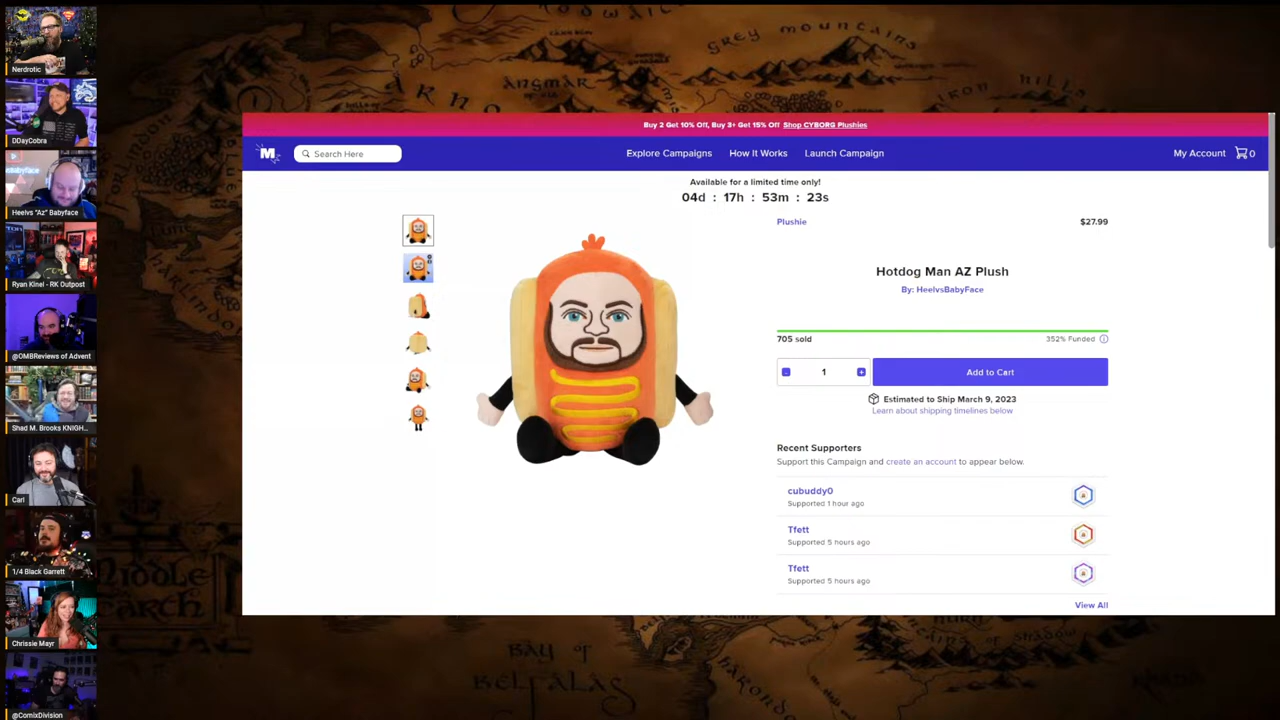 Nerdrotic
DDayCobra
Heelvs "Az" Babyface
Ryan Kinel - RK Outpost
@OMBReviews of Advent
Shad M. Brooks KNIGH...
Carl
1/4 Black Garrett
Chrissie Mayr
@ComixDivision
GREY MOUNTAINS
ANGMAR
MIDDLE
EARTH
BAY OF
BELFALAS
Buy 2 Get 10% Off, Buy 3+ Get 15% Off Shop CYBORG Plushies
M
Search Here
Explore Campaigns
How It Works
Launch Campaign
My Account
0
Available for a limited time only!
04d : 17h : 53m : 23s
Plushie
$27.99
Hotdog Man AZ Plush
By: HeelvsBabyFace
705 sold
352% Funded
- 1 +
Add to Cart
Estimated to Ship March 9, 2023
Learn about shipping timelines below
Recent Supporters
Support this Campaign and create an account to appear below.
cubuddy0
Supported 1 hour ago
Tfett
Supported 5 hours ago
Tfett
Supported 5 hours ago
View All